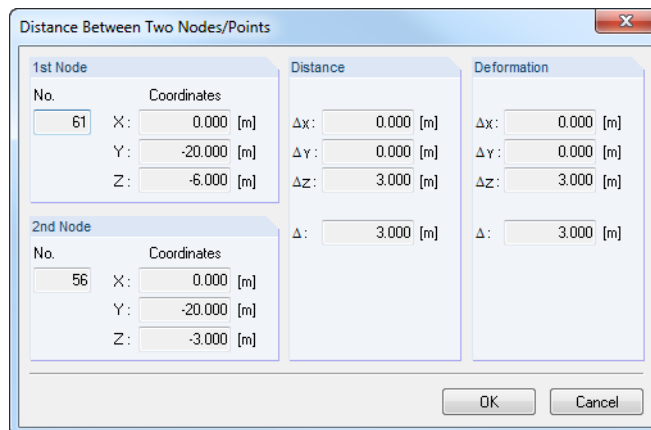 Distance Between Two Nodes/Points
1st Node
No. Coordinates
61 X: 0.000 [m]
Y: -20.000 [m]
Z: -6.000 [m]
2nd Node
No. Coordinates
56 X: 0.000 [m]
Y: -20.000 [m]
Z: -3.000 [m]
Distance
ΔX: 0.000 [m]
ΔY: 0.000 [m]
ΔZ: 3.000 [m]
Δ: 3.000 [m]
Deformation
ΔX: 0.000 [m]
ΔY: 0.000 [m]
ΔZ: 3.000 [m]
Δ: 3.000 [m]
OK Cancel